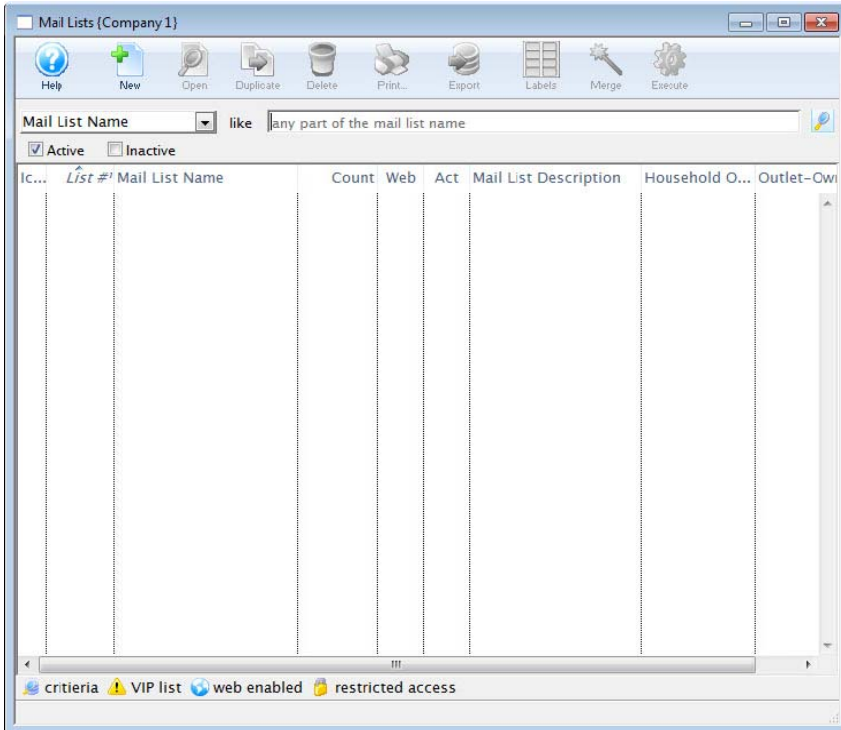 Mail Lists {Company 1}
Help New Open Duplicate Delete Print... Export Labels Merge Execute
Mail List Name like any part of the mail list name
Active Inactive
Ic... List # Mail List Name Count Web Act Mail List Description Household O... Outlet-Own
critieria VIP list web enabled restricted access